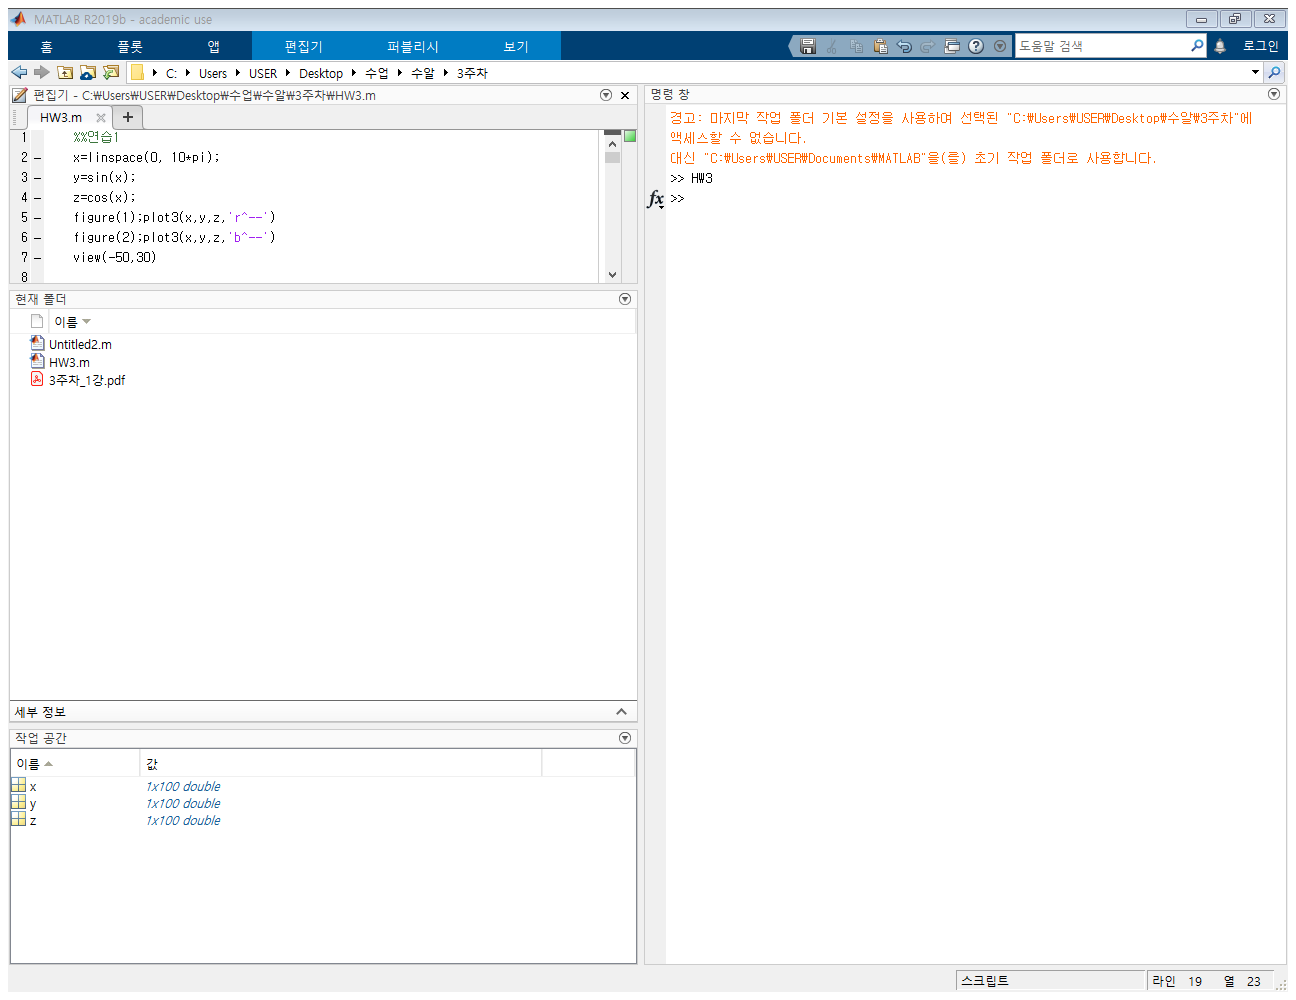 MATLAB R2019b - academic use
홈 플롯 앱 편집기 퍼블리시 보기 도움말 검색 로그인
C: Users USER Desktop 수업 수알 3주차
편집기 - C:₩Users₩USER₩Desktop₩수업₩수알₩3주차₩HW3.m
HW3.m
1 %%연습1
2 – x=linspace(0, 10*pi);
3 – y=sin(x);
4 – z=cos(x);
5 – figure(1);plot3(x,y,z,'r^--')
6 – figure(2);plot3(x,y,z,'b^--')
7 – view(-50,30)
8
현재 폴더
이름
Untitled2.m
HW3.m
3주차_1강.pdf
세부 정보
작업 공간
이름 값
x 1x100 double
y 1x100 double
z 1x100 double
명령 창
경고: 마지막 작업 폴더 기본 설정을 사용하여 선택된 "C:₩Users₩USER₩Desktop₩수알₩3주차"에
액세스할 수 없습니다.
대신 "C:₩Users₩USER₩Documents₩MATLAB"을(를) 초기 작업 폴더로 사용합니다.
>> HW3
fx >>
스크립트 라인 19 열 23